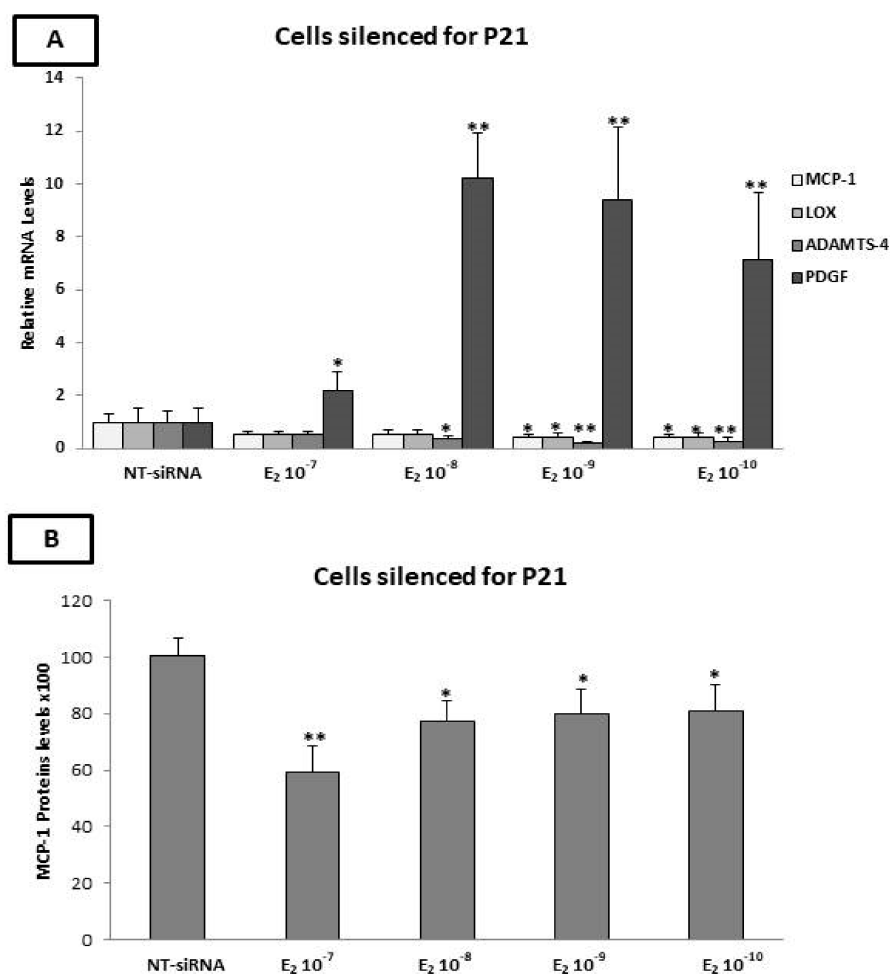 A
Cells silenced for P21
Relative mRNA Levels
14
12
10
8
6
4
2
0
**
**
**
*
*
* * **
* * **
MCP-1
LOX
ADAMTS-4
PDGF
NT-siRNA E₂ 10⁻⁷ E₂ 10⁻⁸ E₂ 10⁻⁹ E₂ 10⁻¹⁰
B
Cells silenced for P21
MCP-1 Proteins levels x100
120
100
80
60
40
20
0
**
*
*
*
NT-siRNA E₂ 10⁻⁷ E₂ 10⁻⁸ E₂ 10⁻⁹ E₂ 10⁻¹⁰